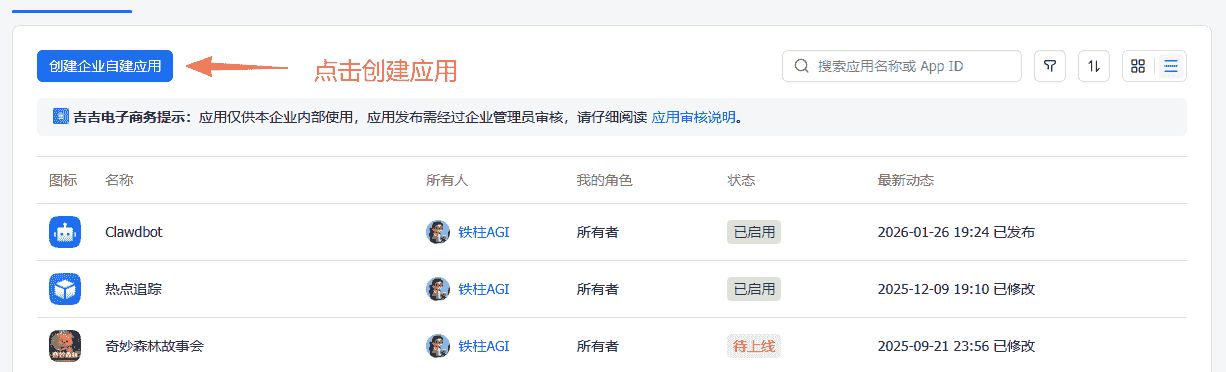 创建企业自建应用 点击创建应用 搜索应用名称或 App ID
吉吉电子商务提示：应用仅供本企业内部使用，应用发布需经过企业管理员审核，请仔细阅读 应用审核说明。
图标 名称 所有人 我的角色 状态 最新动态
Clawdbot 铁柱AGI 所有者 已启用 2026-01-26 19:24 已发布
热点追踪 铁柱AGI 所有者 已启用 2025-12-09 19:10 已修改
奇妙森林故事会 铁柱AGI 所有者 待上线 2025-09-21 23:56 已修改